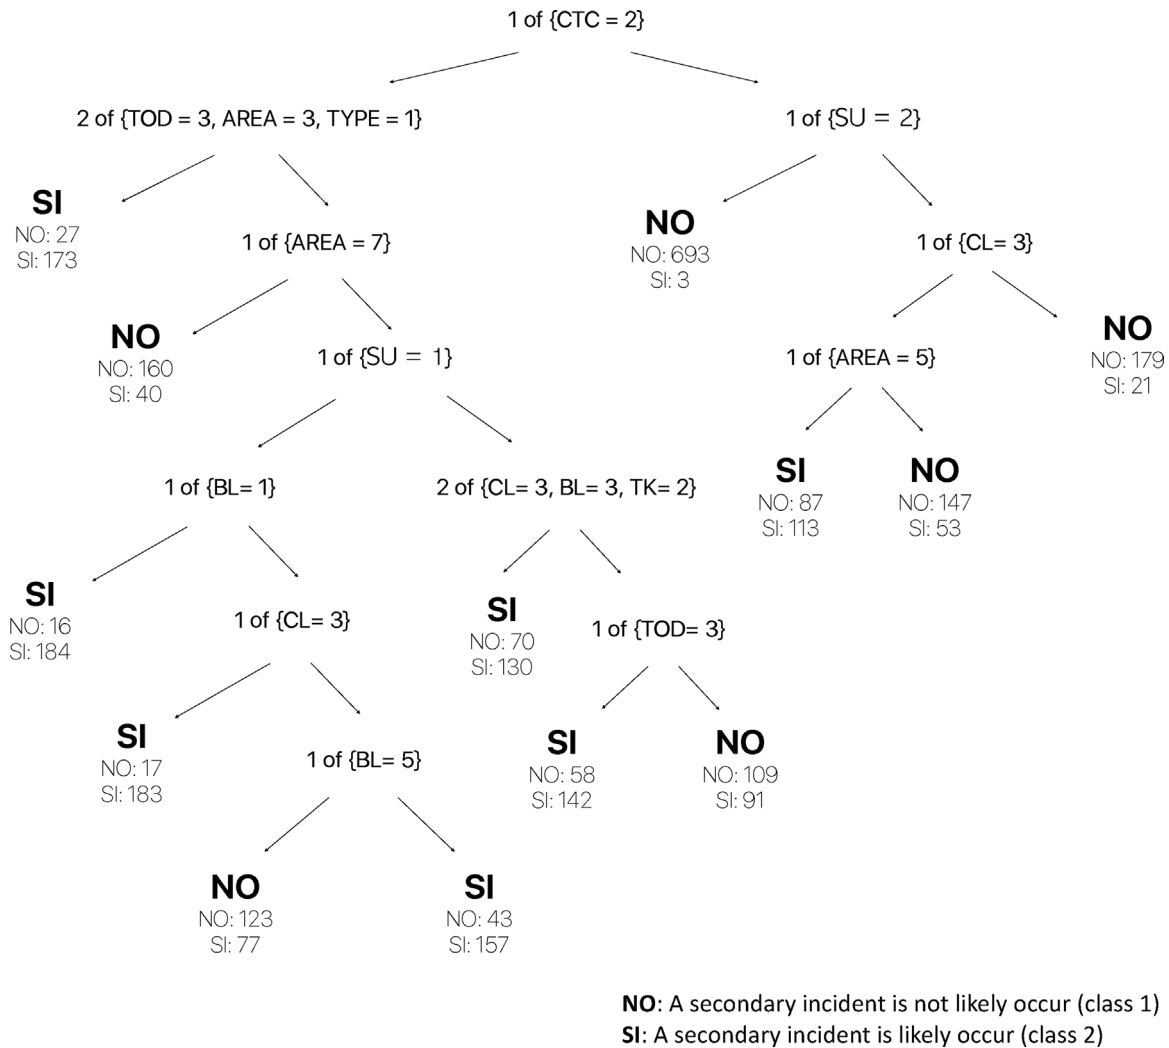 1 of {CTC = 2}
2 of {TOD = 3, AREA = 3, TYPE = 1}
1 of {SU = 2}
SI
NO: 27
SI: 173
1 of {AREA = 7}
NO
NO: 693
SI: 3
1 of {CL= 3}
NO
NO: 160
SI: 40
1 of {SU = 1}
1 of {AREA = 5}
NO
NO: 179
SI: 21
1 of {BL= 1}
2 of {CL= 3, BL= 3, TK= 2}
SI
NO: 87
SI: 113
NO
NO: 147
SI: 53
SI
NO: 16
SI: 184
1 of {CL= 3}
SI
NO: 70
SI: 130
1 of {TOD= 3}
SI
NO: 17
SI: 183
1 of {BL= 5}
SI
NO: 58
SI: 142
NO
NO: 109
SI: 91
NO
NO: 123
SI: 77
SI
NO: 43
SI: 157
NO: A secondary incident is not likely occur (class 1)
SI: A secondary incident is likely occur (class 2)